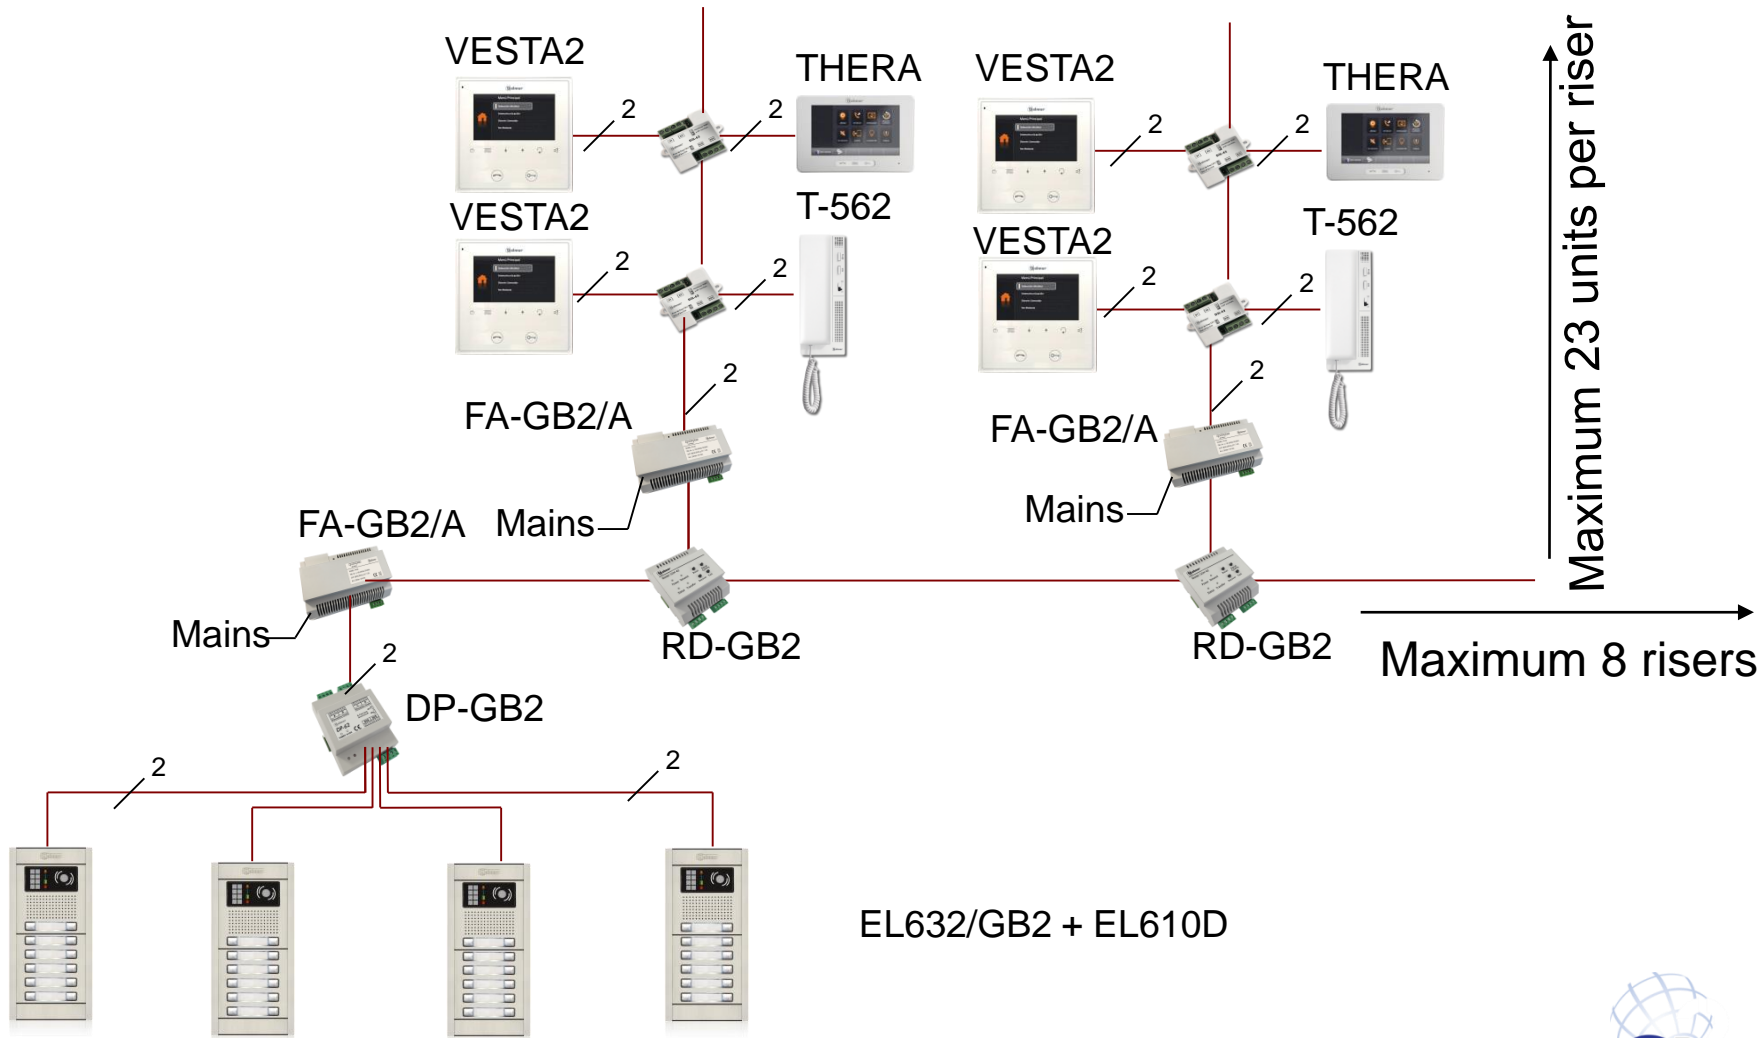 VESTA2
THERA
VESTA2
THERA
2
2
2
2
VESTA2
T-562
VESTA2
T-562
2
2
2
2
2
2
FA-GB2/A
FA-GB2/A
Mains
Mains
FA-GB2/A
Mains
RD-GB2
RD-GB2
2
DP-GB2
2
2
EL632/GB2 + EL610D
Maximum 23 units per riser
Maximum 8 risers